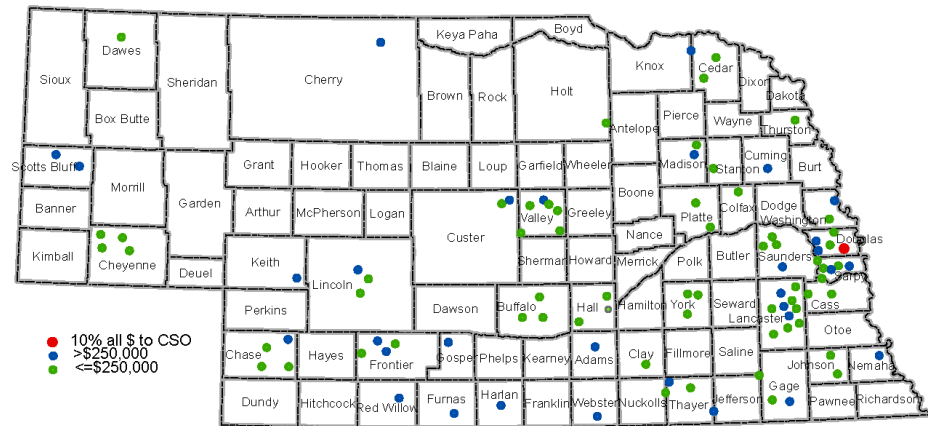 Keya Paha
Boyd
Dawes
Sioux
Sheridan
Cherry
Knox
Cedar
Dixon
Dakota
Box Butte
Brown
Rock
Holt
Antelope
Pierce
Wayne
Thurston
Scotts Bluff
Morrill
Garden
Grant
Hooker
Thomas
Blaine
Loup
Garfield
Wheeler
Madison
Stanton
Cuming
Burt
Banner
Arthur
McPherson
Logan
Custer
Valley
Greeley
Boone
Platte
Colfax
Dodge
Washington
Kimball
Cheyenne
Deuel
Keith
Lincoln
Sherman
Howard
Nance
Merrick
Polk
Butler
Saunders
Douglas
Sarpy
Perkins
Dawson
Buffalo
Hall
Hamilton
York
Seward
Lancaster
Cass
Otoe
10% all $ to CSO
>$250,000
<=$250,000
Chase
Hayes
Frontier
Gosper
Phelps
Kearney
Adams
Clay
Fillmore
Saline
Johnson
Nemaha
Dundy
Hitchcock
Red Willow
Furnas
Harlan
Franklin
Webster
Nuckolls
Thayer
Jefferson
Gage
Pawnee
Richardson